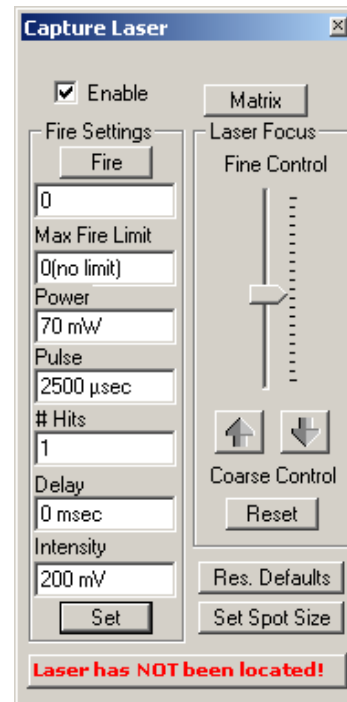 Capture Laser
Enable
Matrix
Fire Settings
Fire
0
Max Fire Limit
0(no limit)
Power
70 mW
Pulse
2500 µsec
# Hits
1
Delay
0 msec
Intensity
200 mV
Set
Laser Focus
Fine Control
Coarse Control
Reset
Res. Defaults
Set Spot Size
Laser has NOT been located!